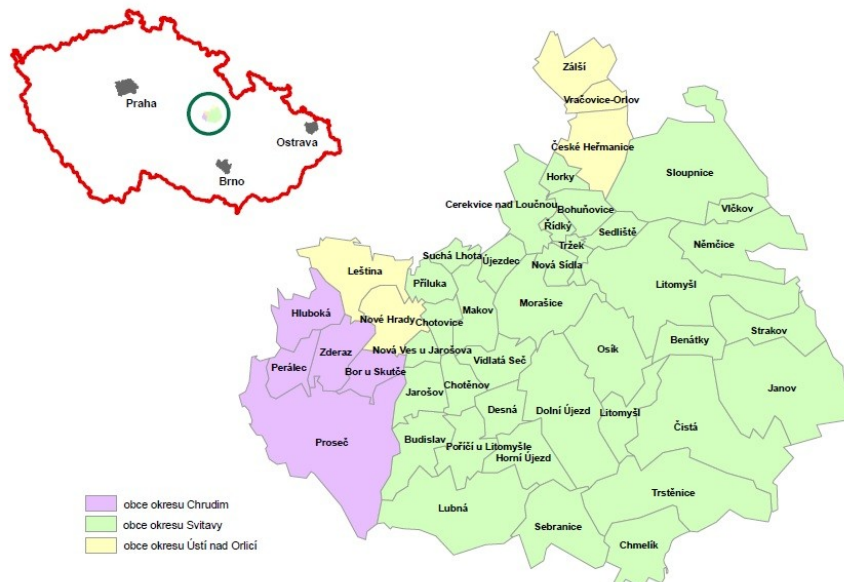 Praha
Ostrava
Brno
Zálší
Vračovice-Orlov
České Heřmanice
Sloupnice
Horky
Cerekvice nad Loučnou
Bohuňovice
Vlčkov
Řídký
Sedliště
Tržek
Němčice
Suchá Lhota
Újezdec
Nová Sídla
Leština
Příluka
Litomyšl
Hluboká
Makov
Morašice
Nové Hrady
Chotovice
Strakov
Zderaz
Nová Ves u Jarošova
Vidlatá Seč
Osík
Benátky
Perálec
Bor u Skutče
Jarošov
Chotěnov
Janov
Desná
Dolní Újezd
Litomyšl
Čistá
Proseč
Budislav
Poříčí u Litomyšle
Horní Újezd
Trstěnice
Lubná
Sebranice
Chmelík
obce okresu Chrudim
obce okresu Svitavy
obce okresu Ústí nad Orlicí